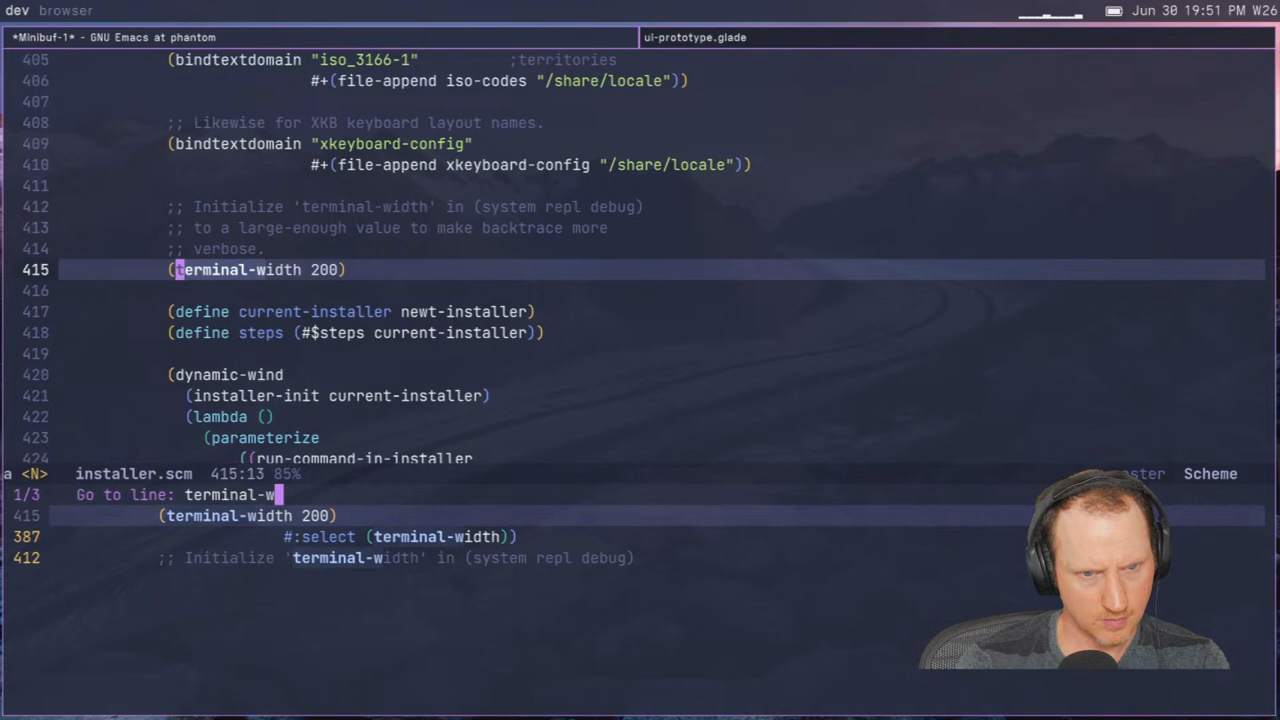 dev browser
Jun 30 19:51 PM W26
*Minibuf-1* - GNU Emacs at phantom
ui-prototype.glade
405 (bindtextdomain "iso_3166-1" ;territories
406 #+(file-append iso-codes "/share/locale"))
407
408 ;; Likewise for XKB keyboard layout names.
409 (bindtextdomain "xkeyboard-config"
410 #+(file-append xkeyboard-config "/share/locale"))
411
412 ;; Initialize 'terminal-width' in (system repl debug)
413 ;; to a large-enough value to make backtrace more
414 ;; verbose.
415 (terminal-width 200)
416
417 (define current-installer newt-installer)
418 (define steps (#$steps current-installer))
419
420 (dynamic-wind
421 (installer-init current-installer)
422 (lambda ()
423 (parameterize
424 ((run-command-in-installer
a <N> installer.scm 415:13 85% Scheme
1/3 Go to line: terminal-w
415 (terminal-width 200)
387 #:select (terminal-width))
412 ;; Initialize 'terminal-width' in (system repl debug)